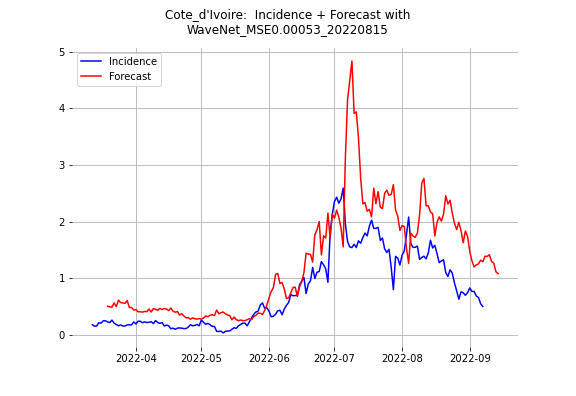 Cote_d'Ivoire:  Incidence + Forecast with
WaveNet_MSE0.00053_20220815
Incidence
Forecast
5
4
3
2
1
0
2022-04 2022-05 2022-06 2022-07 2022-08 2022-09